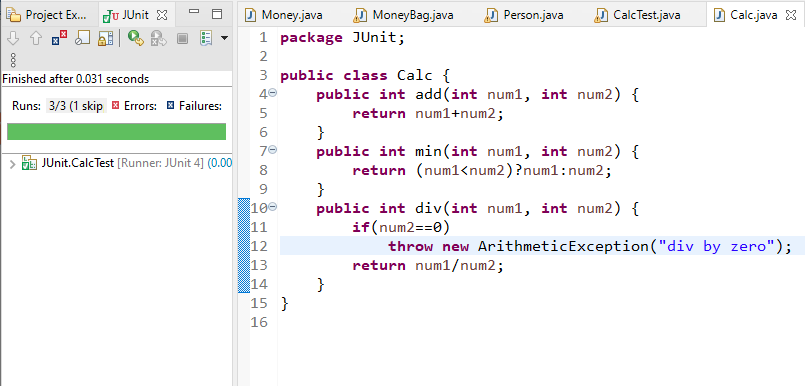 Project Ex... JUnit
Finished after 0.031 seconds
Runs: 3/3 (1 skip Errors: Failures:
JUnit.CalcTest [Runner: JUnit 4] (0.00
Money.java MoneyBag.java Person.java CalcTest.java Calc.java
1 package JUnit;
2
3 public class Calc {
4 public int add(int num1, int num2) {
5 return num1+num2;
6 }
7 public int min(int num1, int num2) {
8 return (num1<num2)?num1:num2;
9 }
10 public int div(int num1, int num2) {
11 if(num2==0)
12 throw new ArithmeticException("div by zero");
13 return num1/num2;
14 }
15 }
16